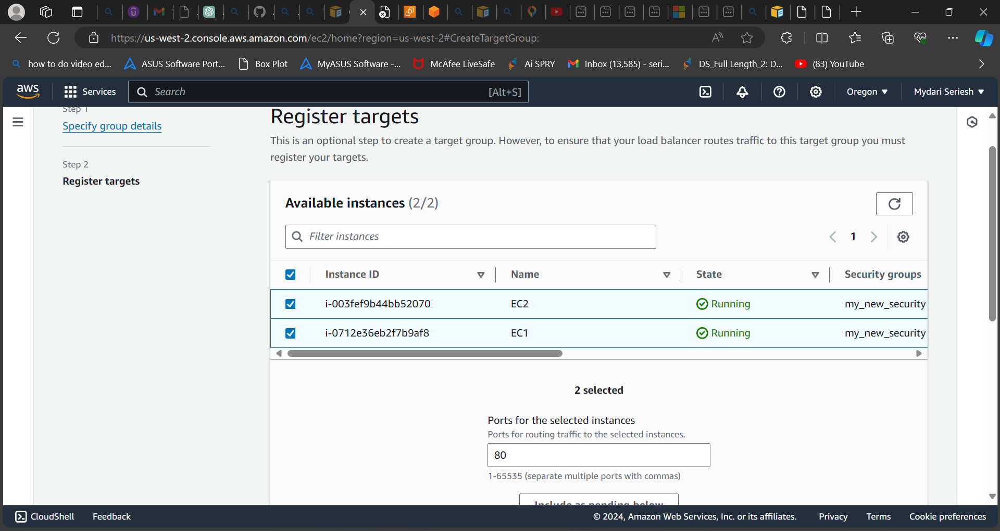 https://us-west-2.console.aws.amazon.com/ec2/home?region=us-west-2#CreateTargetGroup:
how to do video ed... ASUS Software Port... Box Plot MyASUS Software -... McAfee LiveSafe Ai SPRY Inbox (13,585) - seri... DS_Full Length_2: D... (83) YouTube
aws Services Search [Alt+S] Oregon Mydari Seriesh
Step 1
Specify group details
Step 2
Register targets
Register targets
This is an optional step to create a target group. However, to ensure that your load balancer routes traffic to this target group you must
register your targets.
Available instances (2/2)
Filter instances
1
Instance ID Name State Security groups
i-003fef9b44bb52070 EC2 Running my_new_security
i-0712e36eb2f7b9af8 EC1 Running my_new_security
2 selected
Ports for the selected instances
Ports for routing traffic to the selected instances.
80
1-65535 (separate multiple ports with commas)
Include as pending below
CloudShell Feedback © 2024, Amazon Web Services, Inc. or its affiliates. Privacy Terms Cookie preferences